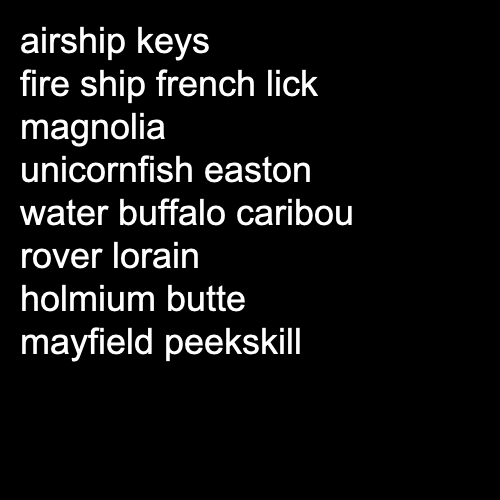 airship keys
fire ship french lick
magnolia
unicornfish easton
water buffalo caribou
rover lorain
holmium butte
mayfield peekskill